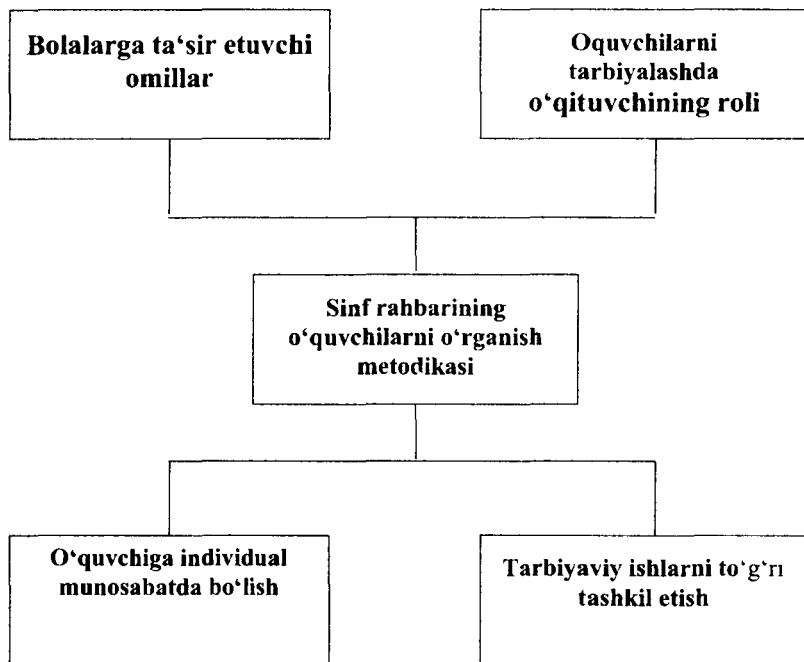 Bolalarga ta‘sir etuvchi
omillar
Oquvchilarni
tarbiyalashda
o‘qituvchining roli
Sinf rahbarining
o‘quvchilarni o‘rganish
metodikasi
O‘quvchiga individual
munosabatda bo‘lish
Tarbiyaviy ishlarni to‘g‘rı
tashkil etish